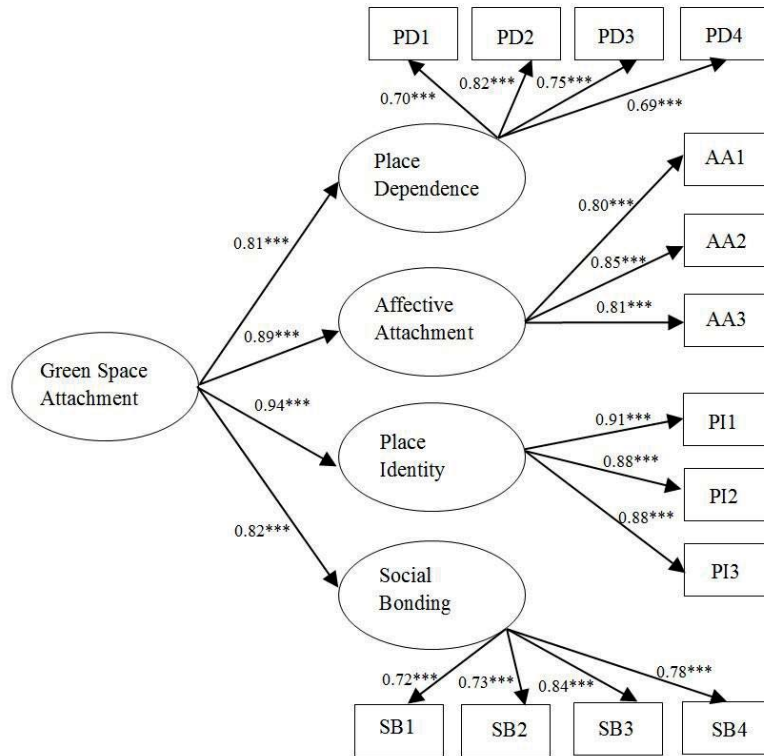 PD1
PD2
PD3
PD4
0.70***
0.82***
0.75***
0.69***
Place
Dependence
AA1
0.80***
0.81***
AA2
0.85***
Affective
Attachment
0.81***
AA3
0.89***
Green Space
Attachment
0.94***
Place
Identity
0.91***
PI1
0.88***
PI2
0.88***
PI3
0.82***
Social
Bonding
0.72***
0.73***
0.84***
0.78***
SB1
SB2
SB3
SB4